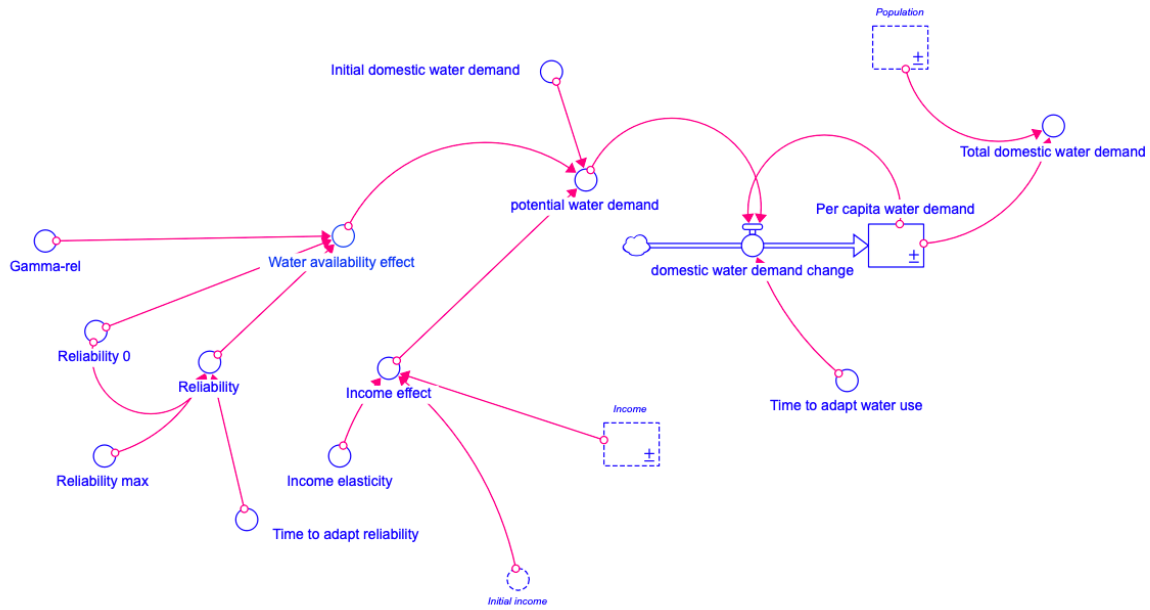 Population
Initial domestic water demand
Total domestic water demand
potential water demand
Per capita water demand
Gamma-rel
Water availability effect
domestic water demand change
Reliability 0
Reliability
Income effect
Time to adapt water use
Income
Reliability max
Income elasticity
Time to adapt reliability
Initial income